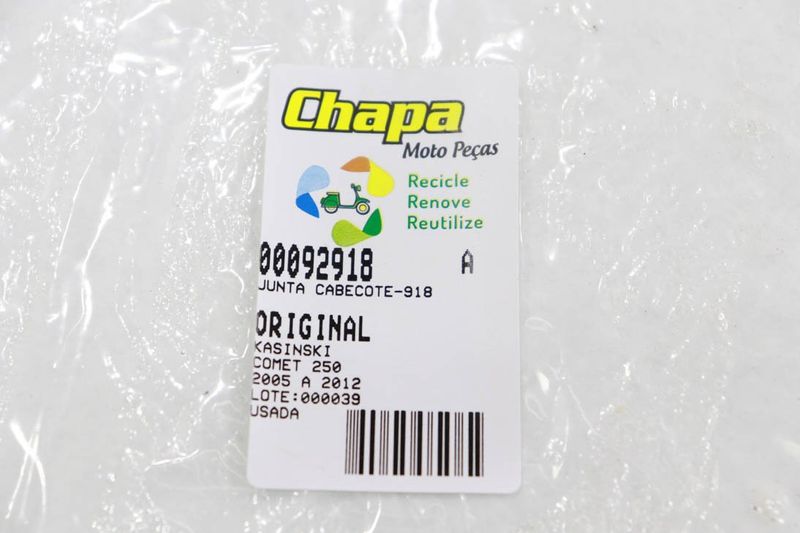 Chapa
Moto Peças
Recicle
Renove
Reutilize
00092918 A
JUNTA CABECOTE-918
ORIGINAL
KASINSKI
COMET 250
2005 A 2012
LOTE:000039
USADA